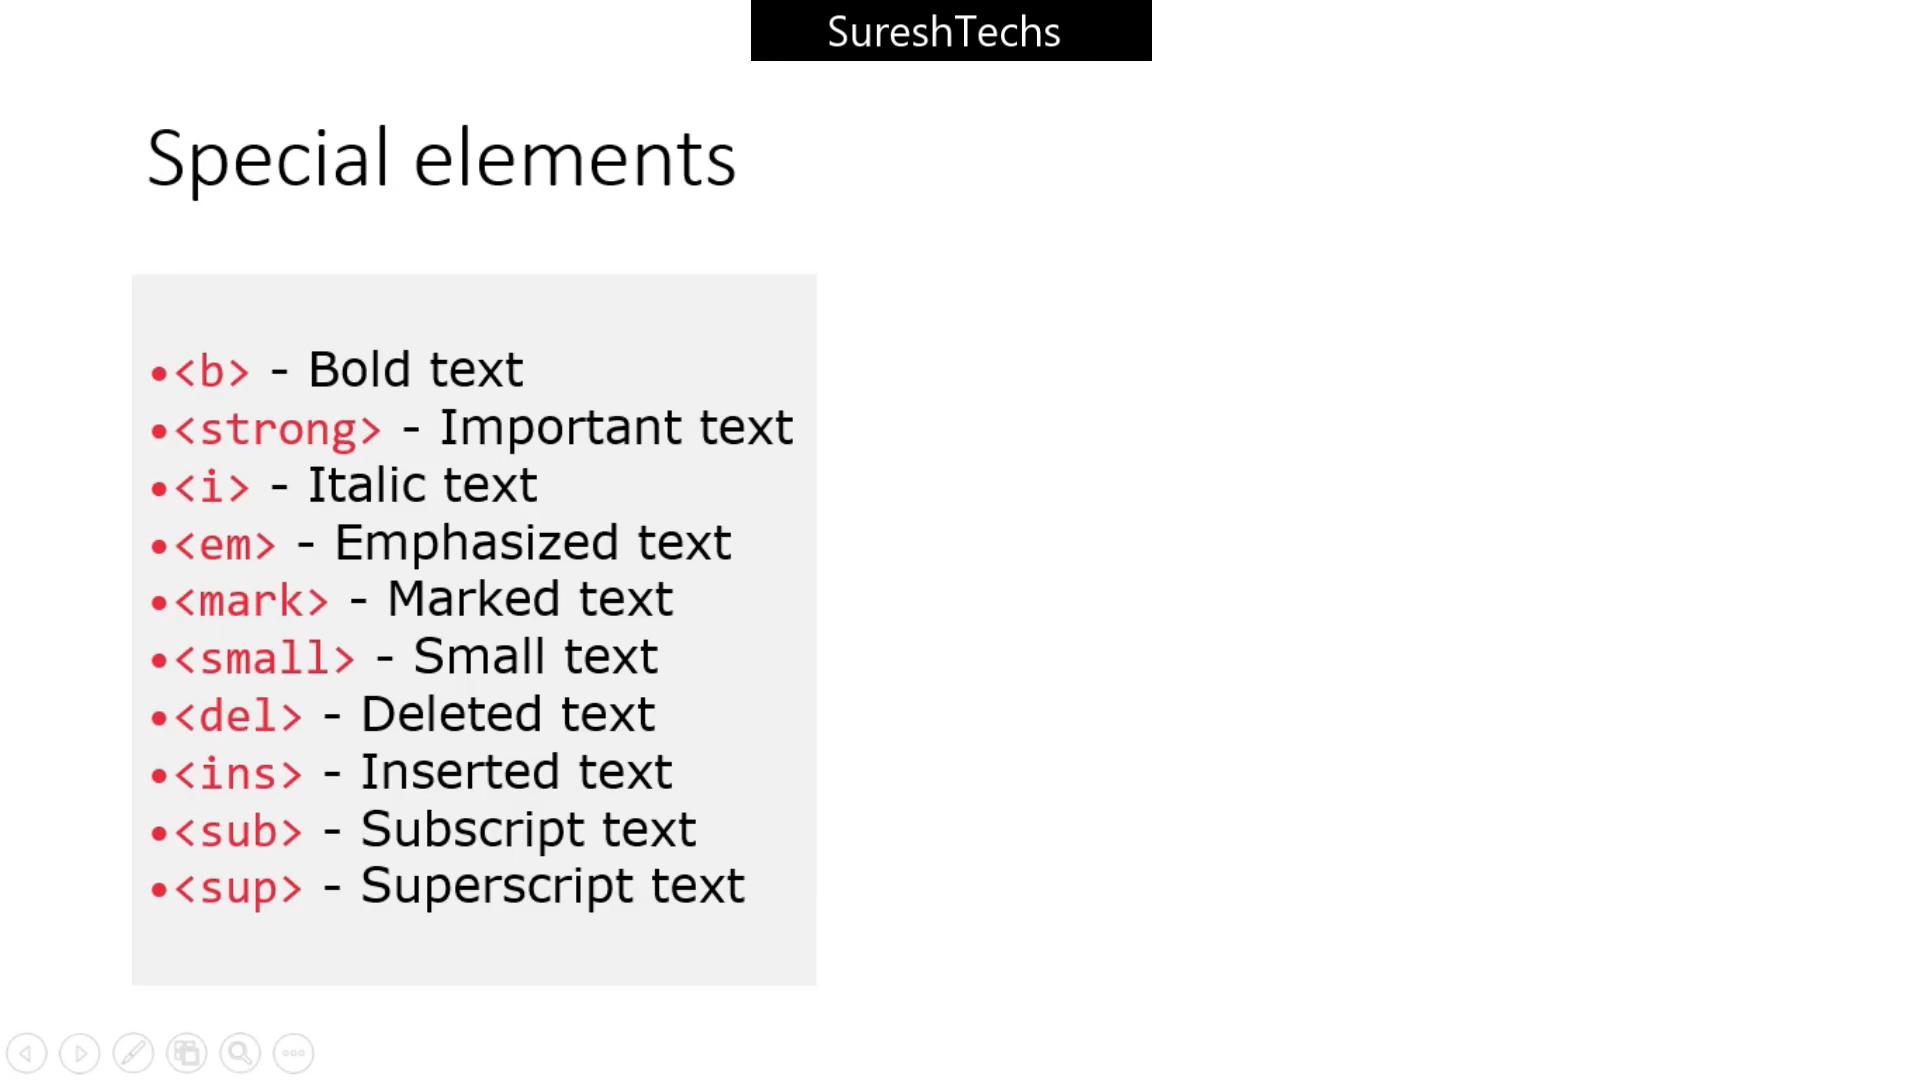 SureshTechs
Special elements
•<b> - Bold text
•<strong> - Important text
•<i> - Italic text
•<em> - Emphasized text
•<mark> - Marked text
•<small> - Small text
•<del> - Deleted text
•<ins> - Inserted text
•<sub> - Subscript text
•<sup> - Superscript text